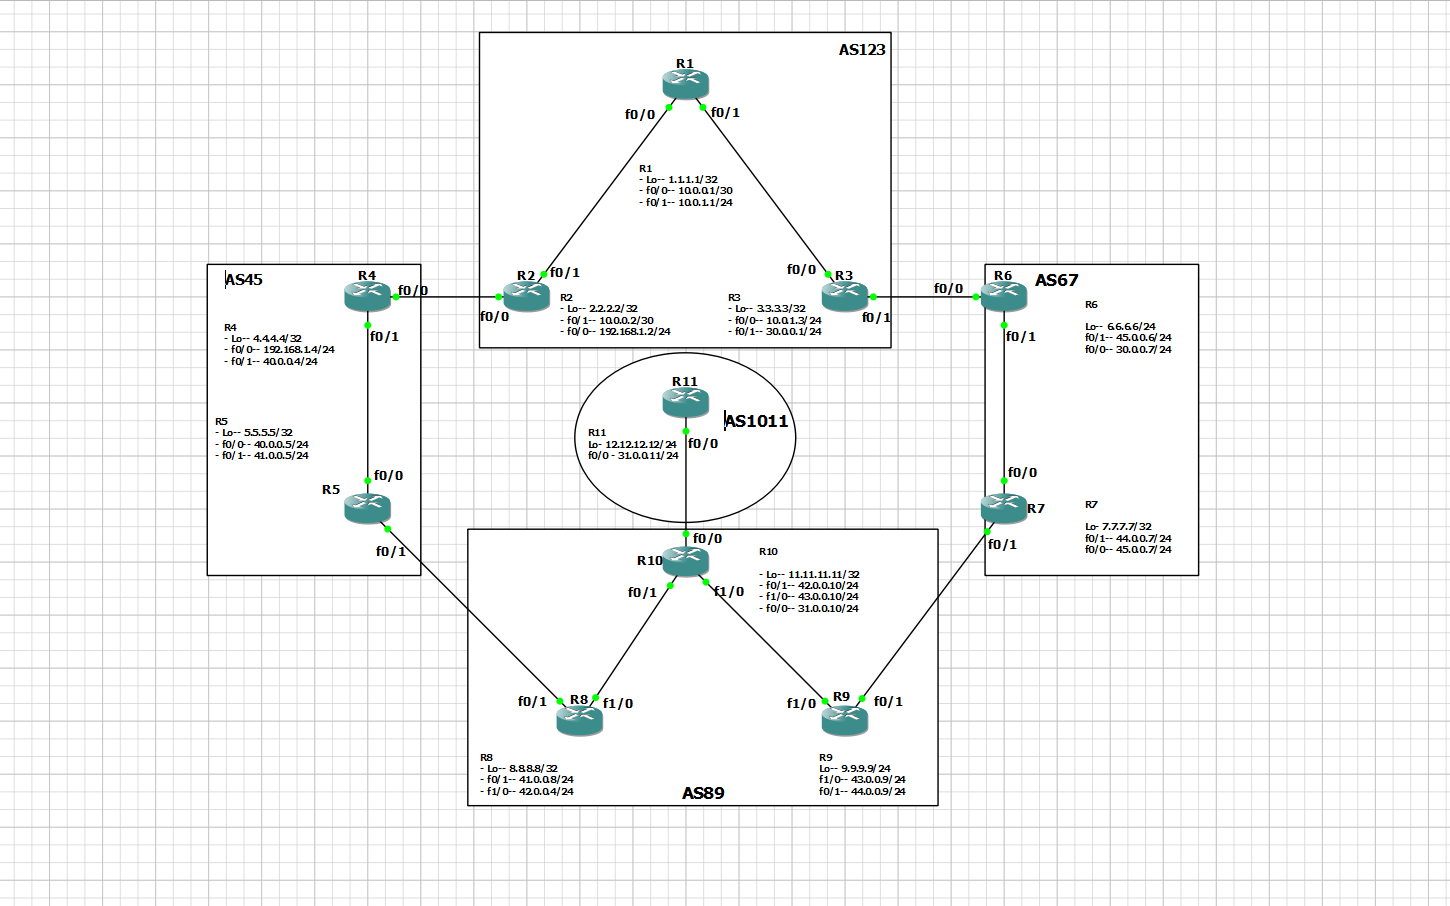 AS123
R1
f0/0
f0/1
R1
- Lo-- 1.1.1.1/32
- f0/0-- 10.0.0.1/30
- f0/1-- 10.0.1.1/24
R2
f0/1
f0/0
R2
- Lo-- 2.2.2.2/32
- f0/1-- 10.0.0.2/30
- f0/0-- 192.168.1.2/24
f0/0
R3
f0/1
R3
- Lo-- 3.3.3.3/32
- f0/0-- 10.0.1.3/24
- f0/1-- 30.0.0.1/24
AS45
R4
f0/0
f0/1
R4
- Lo-- 4.4.4.4/32
- f0/0-- 192.168.1.4/24
- f0/1-- 40.0.0.4/24
R5
- Lo-- 5.5.5.5/32
- f0/0-- 40.0.0.5/24
- f0/1-- 41.0.0.5/24
f0/0
R5
f0/1
AS67
f0/0
R6
f0/1
R6
Lo-- 6.6.6.6/24
f0/1-- 45.0.0.6/24
f0/0-- 30.0.0.7/24
f0/0
R7
f0/1
R7
Lo- 7.7.7.7/32
f0/1-- 44.0.0.7/24
f0/0-- 45.0.0.7/24
R11
AS1011
f0/0
R11
Lo- 12.12.12.12/24
f0/0 - 31.0.0.11/24
f0/0
R10
f0/1
f1/0
R10
- Lo-- 11.11.11.11/32
- f0/1-- 42.0.0.10/24
- f1/0-- 43.0.0.10/24
- f0/0-- 31.0.0.10/24
f0/1
R8
f1/0
R8
- Lo-- 8.8.8.8/32
- f0/1-- 41.0.0.8/24
- f1/0-- 42.0.0.4/24
f1/0
R9
f0/1
R9
Lo-- 9.9.9.9/24
f1/0-- 43.0.0.9/24
f0/1-- 44.0.0.9/24
AS89